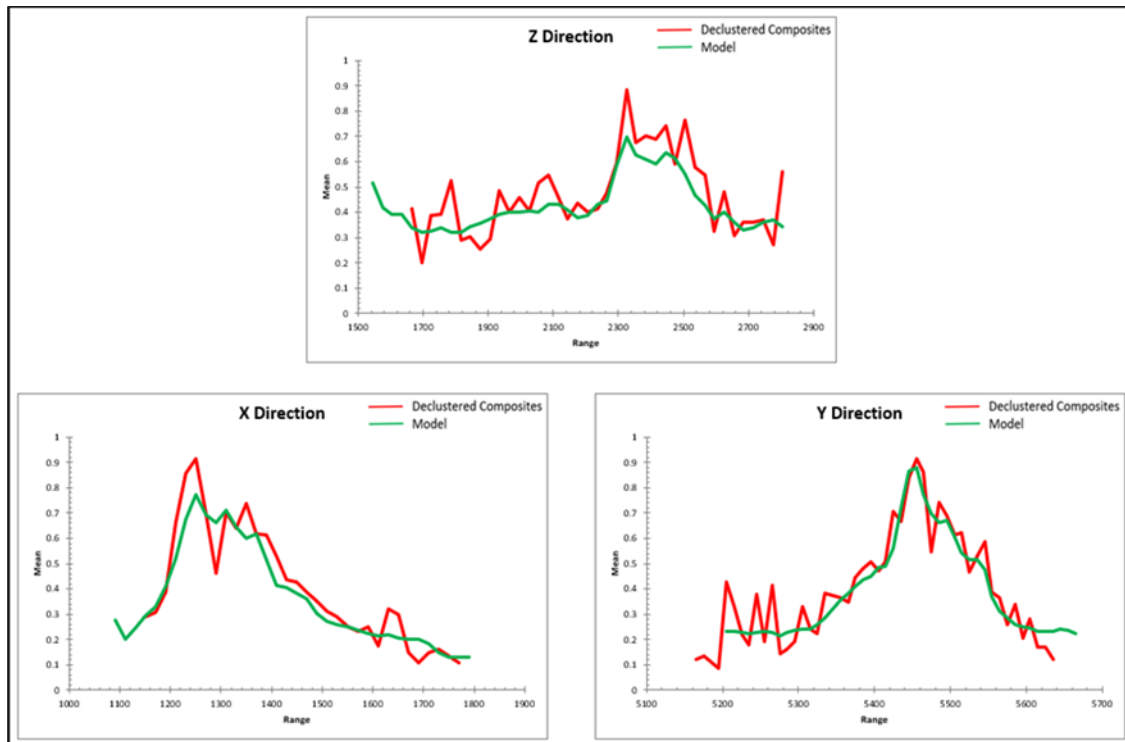 Z Direction
Declustered Composites
Model
1
0.9
0.8
0.7
0.6
0.5
0.4
0.3
0.2
0.1
0
Mean
1500 1700 1900 2100 2300 2500 2700 2900
Range
X Direction
Declustered Composites
Model
1
0.9
0.8
0.7
0.6
0.5
0.4
0.3
0.2
0.1
0
Mean
1000 1100 1200 1300 1400 1500 1600 1700 1800 1900
Range
Y Direction
Declustered Composites
Model
1
0.9
0.8
0.7
0.6
0.5
0.4
0.3
0.2
0.1
0
Mean
5100 5200 5300 5400 5500 5600 5700
Range